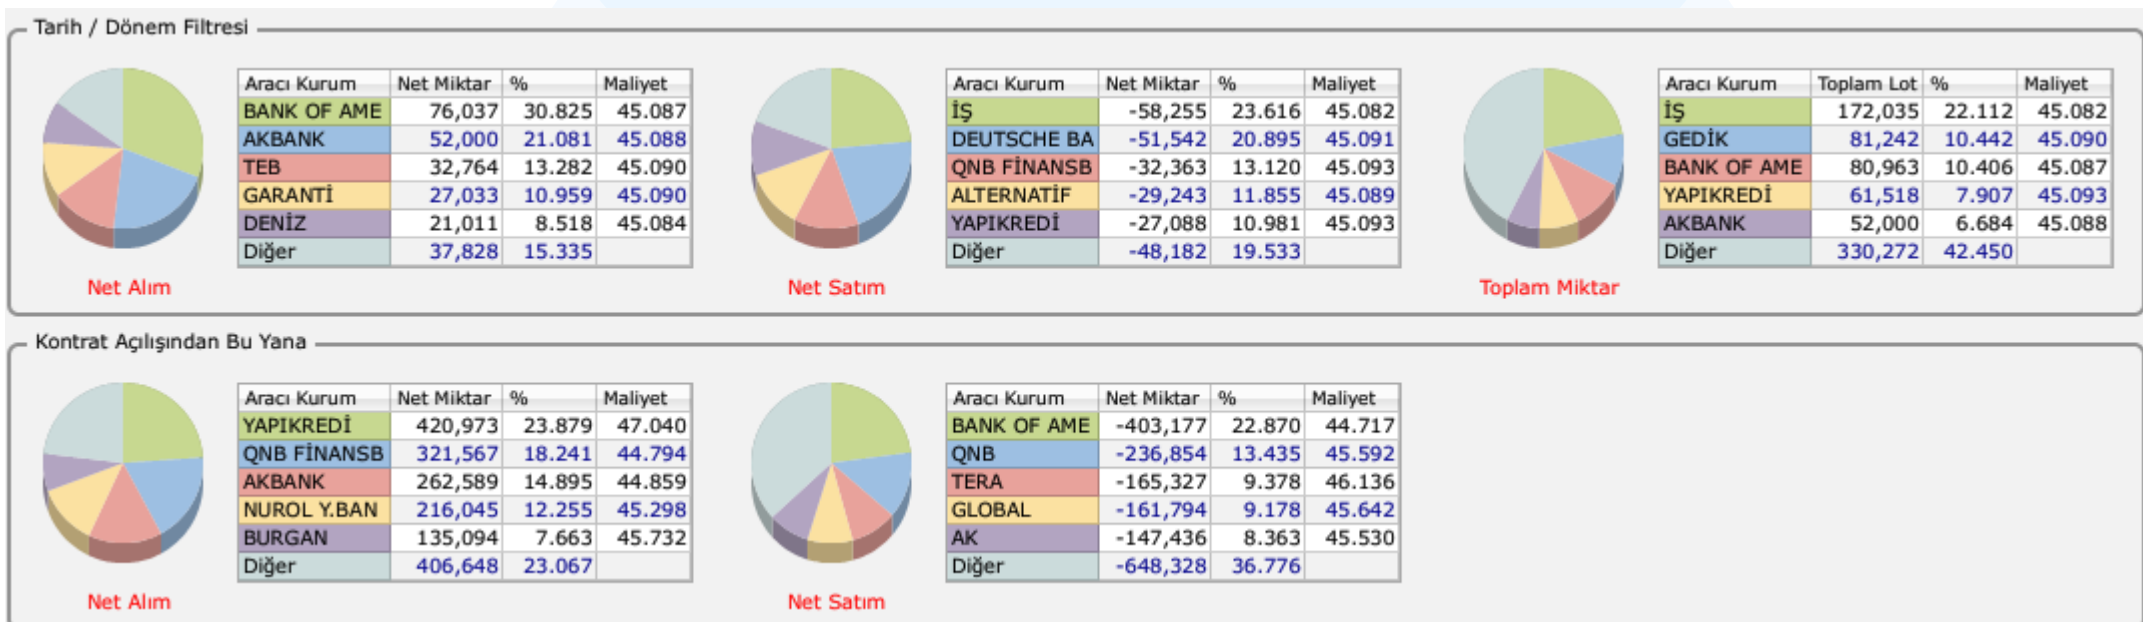 Tarih / Dönem Filtresi
Aracı Kurum Net Miktar % Maliyet
BANK OF AME 76,037 30.825 45.087
AKBANK 52,000 21.081 45.088
TEB 32,764 13.282 45.090
GARANTİ 27,033 10.959 45.090
DENİZ 21,011 8.518 45.084
Diğer 37,828 15.335
Net Alım
Aracı Kurum Net Miktar % Maliyet
İŞ -58,255 23.616 45.082
DEUTSCHE BA -51,542 20.895 45.091
QNB FİNANSB -32,363 13.120 45.093
ALTERNATİF -29,243 11.855 45.089
YAPIKREDİ -27,088 10.981 45.093
Diğer -48,182 19.533
Net Satım
Aracı Kurum Toplam Lot % Maliyet
İŞ 172,035 22.112 45.082
GEDİK 81,242 10.442 45.090
BANK OF AME 80,963 10.406 45.087
YAPIKREDİ 61,518 7.907 45.093
AKBANK 52,000 6.684 45.088
Diğer 330,272 42.450
Toplam Miktar
Kontrat Açılışından Bu Yana
Aracı Kurum Net Miktar % Maliyet
YAPIKREDİ 420,973 23.879 47.040
QNB FİNANSB 321,567 18.241 44.794
AKBANK 262,589 14.895 44.859
NUROL Y.BAN 216,045 12.255 45.298
BURGAN 135,094 7.663 45.732
Diğer 406,648 23.067
Net Alım
Aracı Kurum Net Miktar % Maliyet
BANK OF AME -403,177 22.870 44.717
QNB -236,854 13.435 45.592
TERA -165,327 9.378 46.136
GLOBAL -161,794 9.178 45.642
AK -147,436 8.363 45.530
Diğer -648,328 36.776
Net Satım